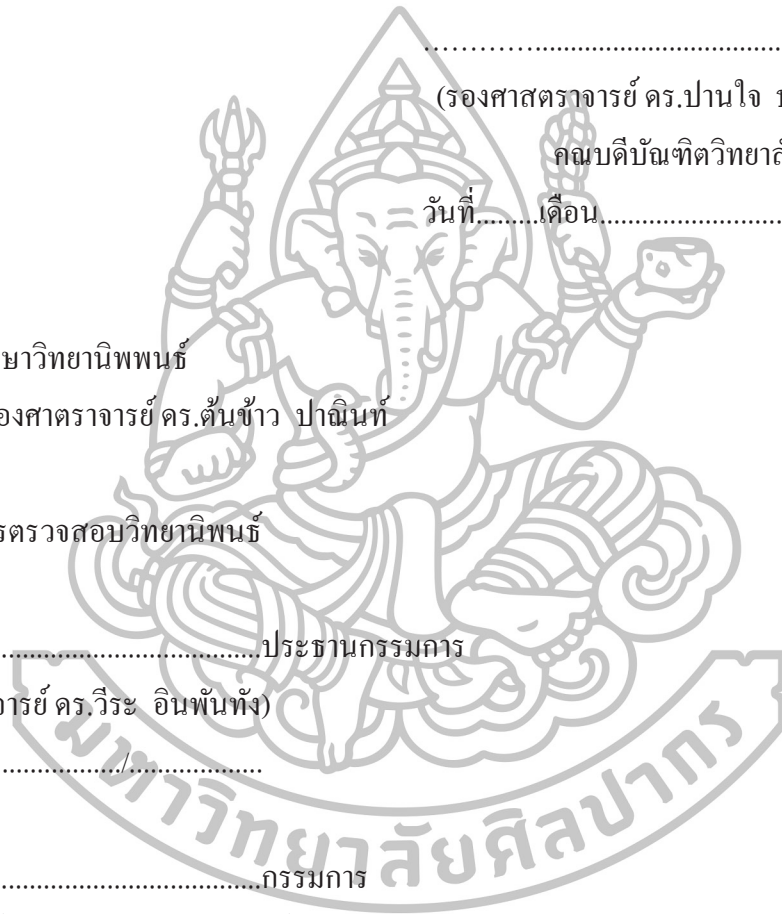 …………...................................
(รองศาสตราจารย์ ดร.ปานใจ
คณบดีบัณฑิตวิทยาลั
วันที่.........เดือน..........................
ษาวิทยานิพพนธ์
องศาตราจารย์ ดร.ต้นข้าว ปาณินท์
รตรวจสอบวิทยานิพนธ์
......................................ประธานกรรมการ
จารย์ ดร.วีระ อินพันทัง)
................./...................
......................................กรรมการ
มหาวิทยาลัยศิลปากร